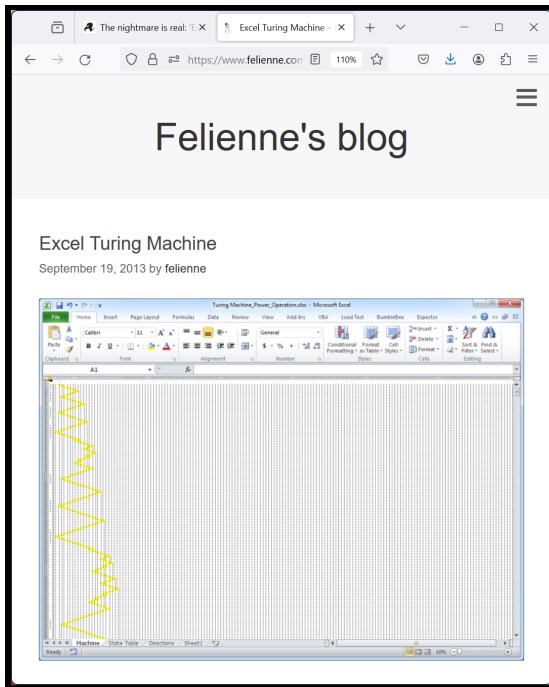 The nightmare is real: 'E
Excel Turing Machine –
https://www.felienne.com
110%
Felienne's blog
Excel Turing Machine
September 19, 2013 by felienne
Turing Machine_Power_Operation.xlsx - Microsoft Excel
File Home Insert Page Layout Formulas Data Review View Add-Ins VBA Load Test BumbleBee Expector
Calibri 11 A A General Insert
Paste B I U $ % , Conditional Format Cell Delete Sort & Find &
Formatting as Table Styles Format Filter Select
Clipboard Font Alignment Number Styles Cells Editing
A1 fx
Machine State Table Directions Sheet1
Ready 10%